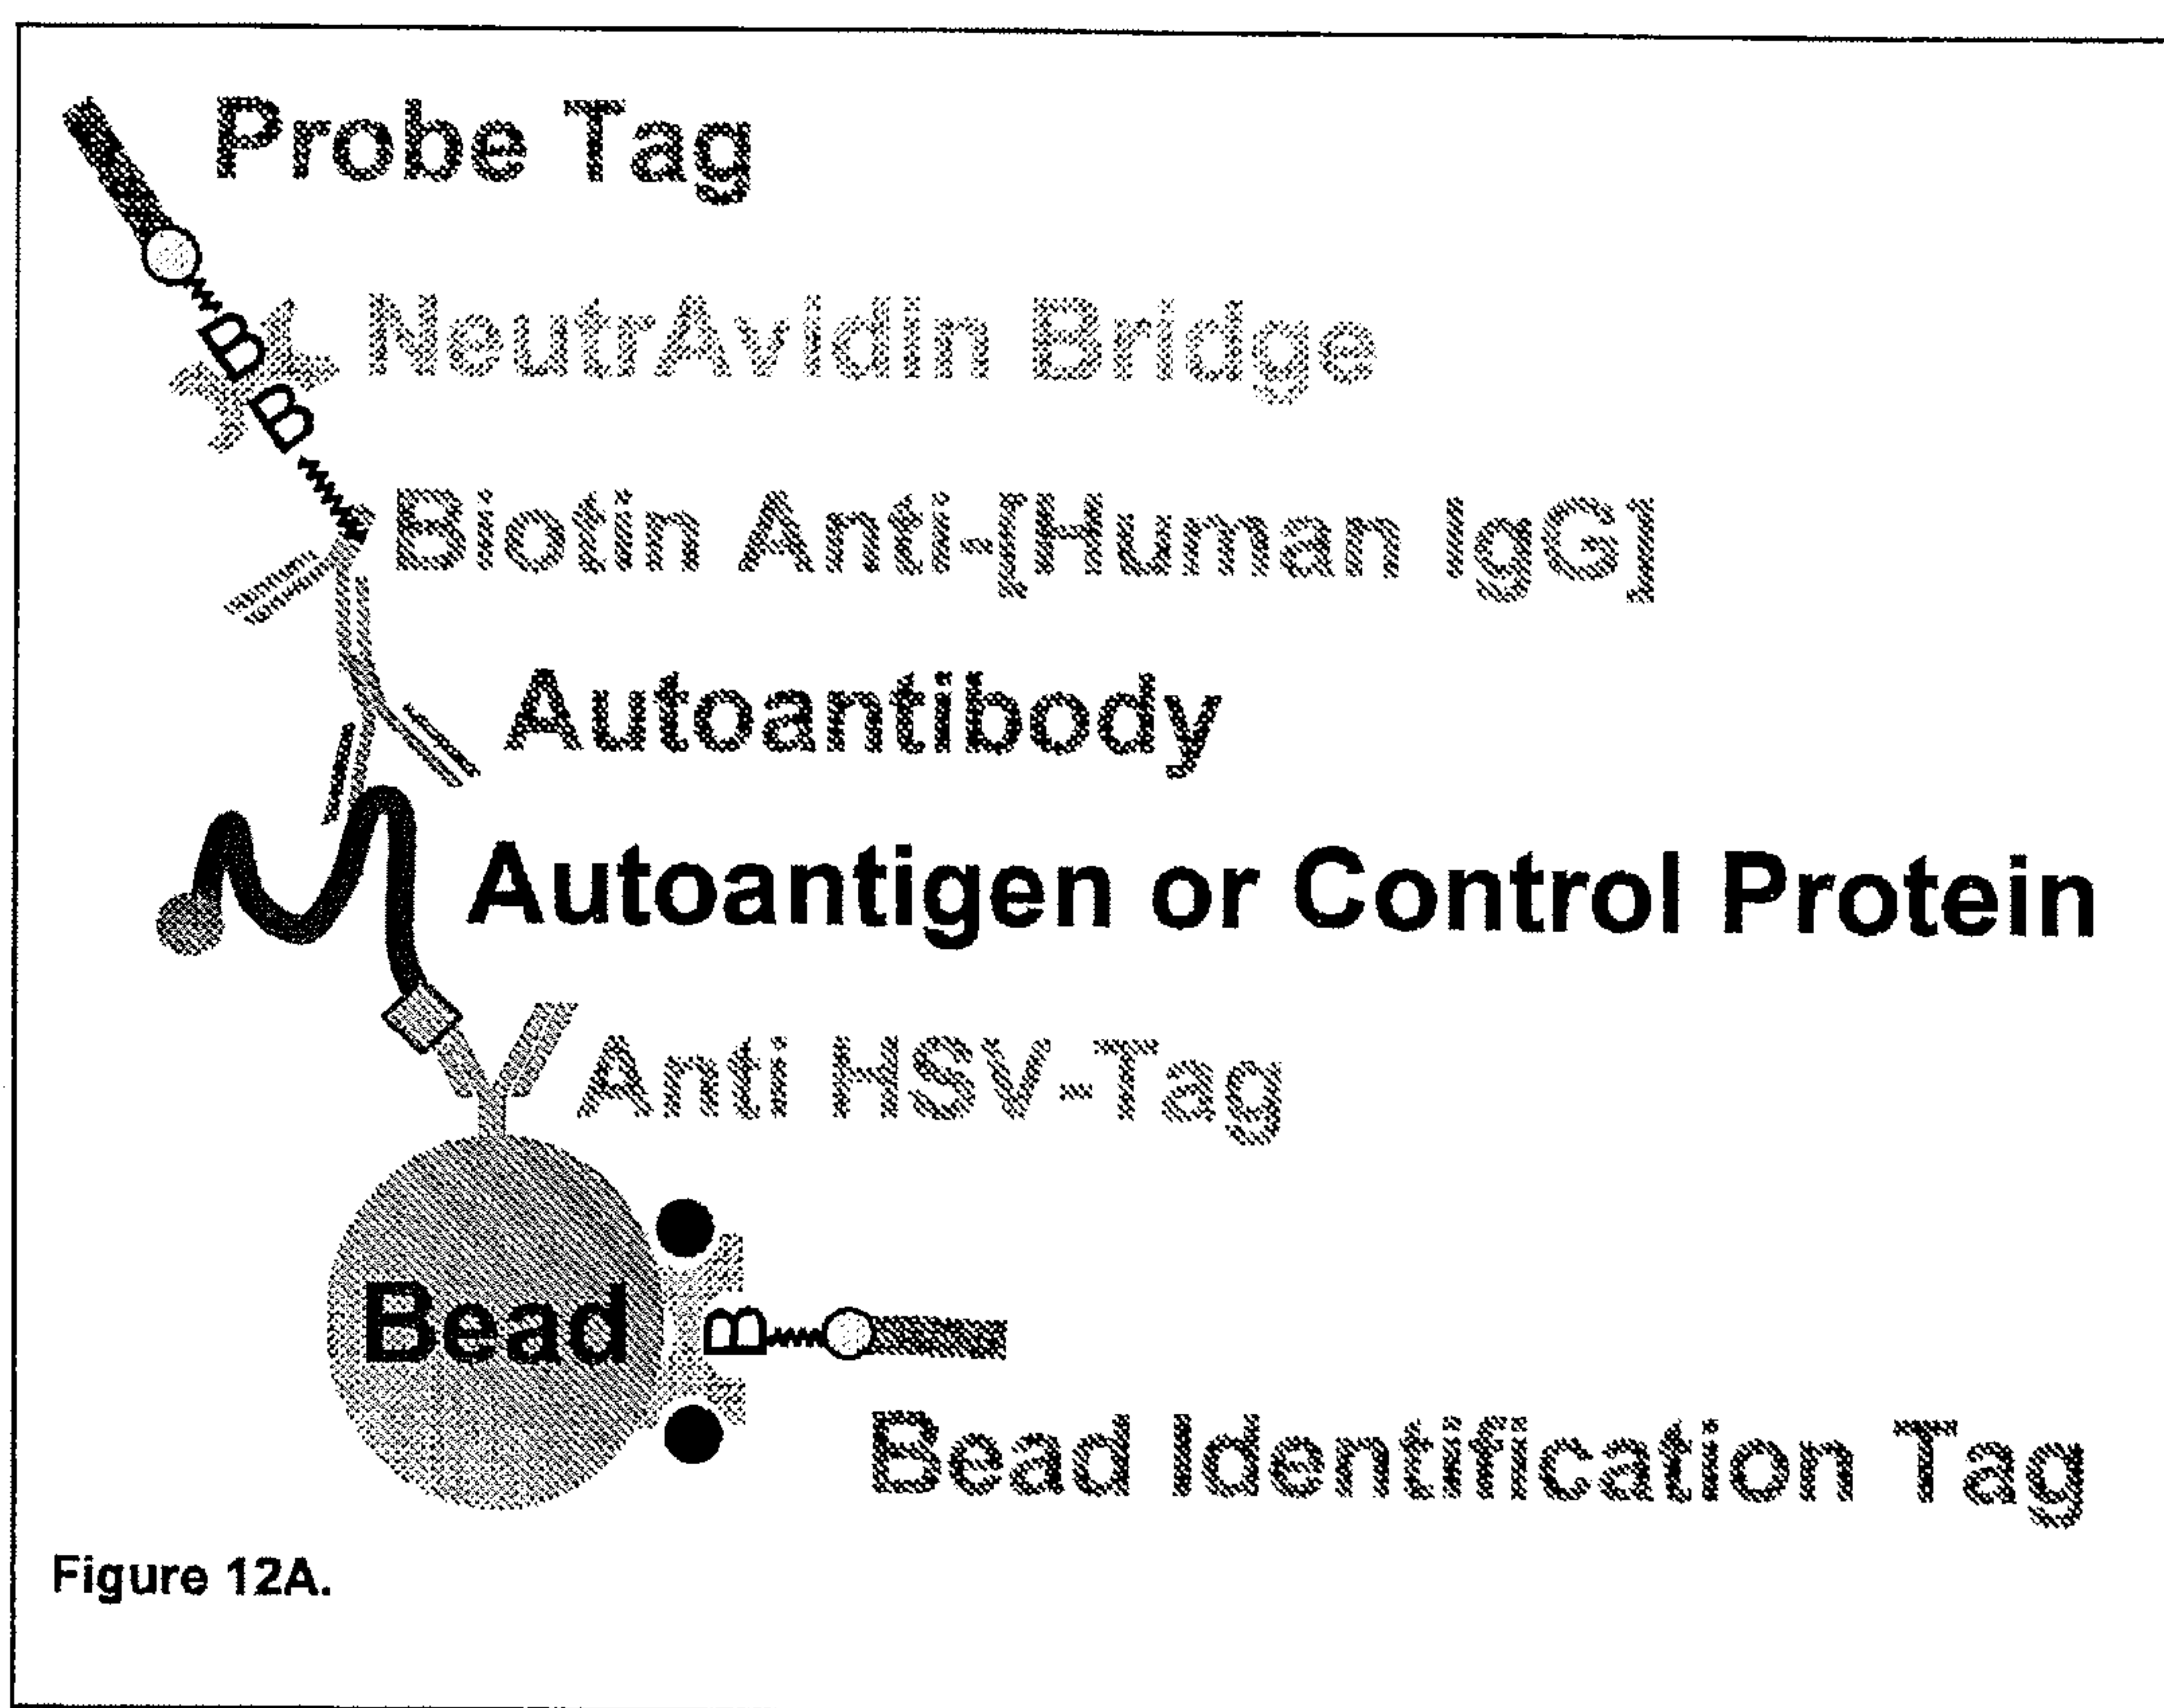 Probe Tag
B
NeutrAvidin Bridge
B
Biotin Anti-[Human IgG]
Autoantibody
Autoantigen or Control Protein
Anti HSV-Tag
Bead
B
Bead Identification Tag
Figure 12A.